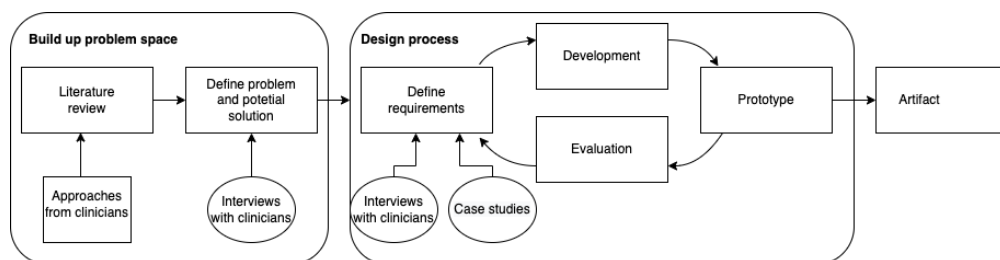 Build up problem space
Literature
review
Define problem
and potetial
solution
Approaches
from clinicians
Interviews
with clinicians
Design process
Define
requirements
Development
Prototype
Evaluation
Interviews
with clinicians
Case studies
Artifact